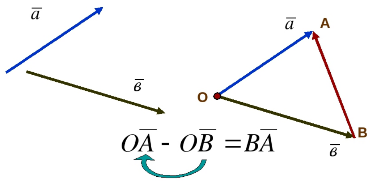 a̅
в̅
a̅
A
O
B
в̅
OA̅ - OB̅ = BA̅